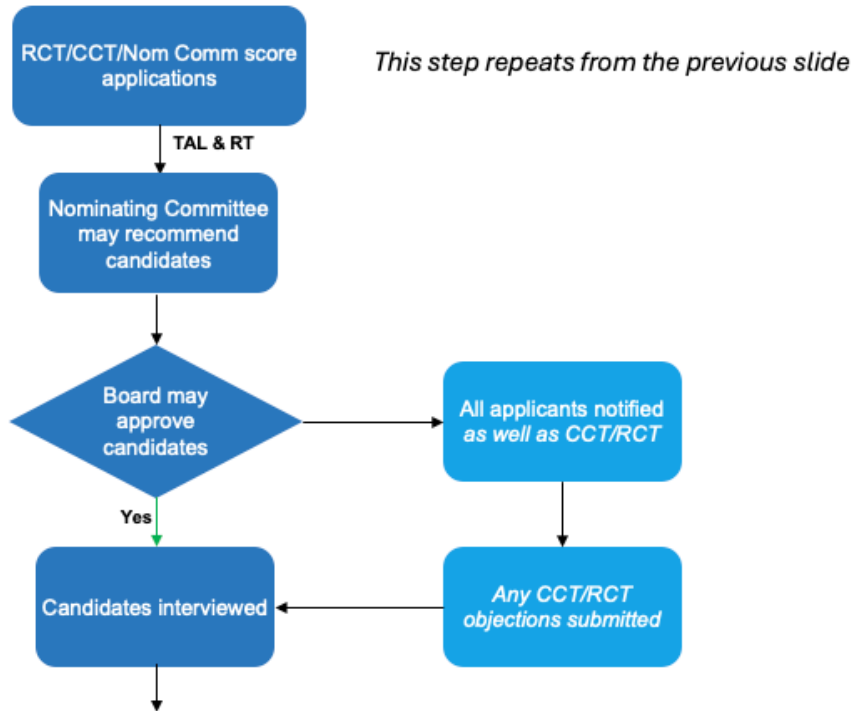 RCT/CCT/Nom Comm score
applications
This step repeats from the previous slide
TAL & RT
Nominating Committee
may recommend
candidates
Board may
approve
candidates
All applicants notified
as well as CCT/RCT
Yes
Candidates interviewed
Any CCT/RCT
objections submitted